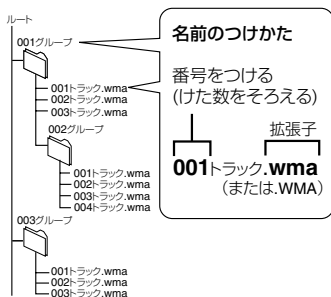 ルート
001グループ
001トラック.wma
002トラック.wma
003トラック.wma
002グループ
001トラック.wma
002トラック.wma
003トラック.wma
004トラック.wma
003グループ
001トラック.wma
002トラック.wma
003トラック.wma
名前のつけかた
番号をつける
(けた数をそろえる)
拡張子
001トラック.wma
(または.WMA)